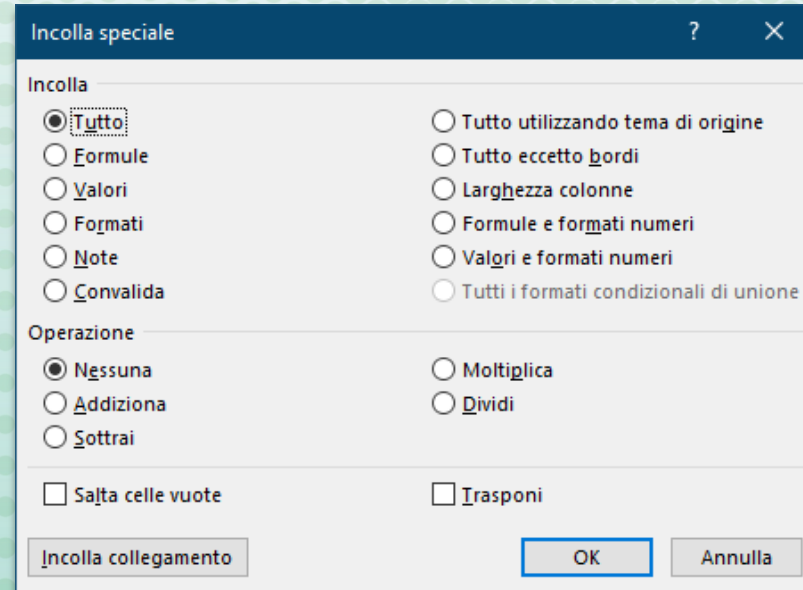 Incolla speciale ?
Incolla
Tutto
Formule
Valori
Formati
Note
Convalida
Tutto utilizzando tema di origine
Tutto eccetto bordi
Larghezza colonne
Formule e formati numeri
Valori e formati numeri
Tutti i formati condizionali di unione
Operazione
Nessuna
Addiziona
Sottrai
Moltiplica
Dividi
Salta celle vuote
Trasponi
Incolla collegamento
OK
Annulla